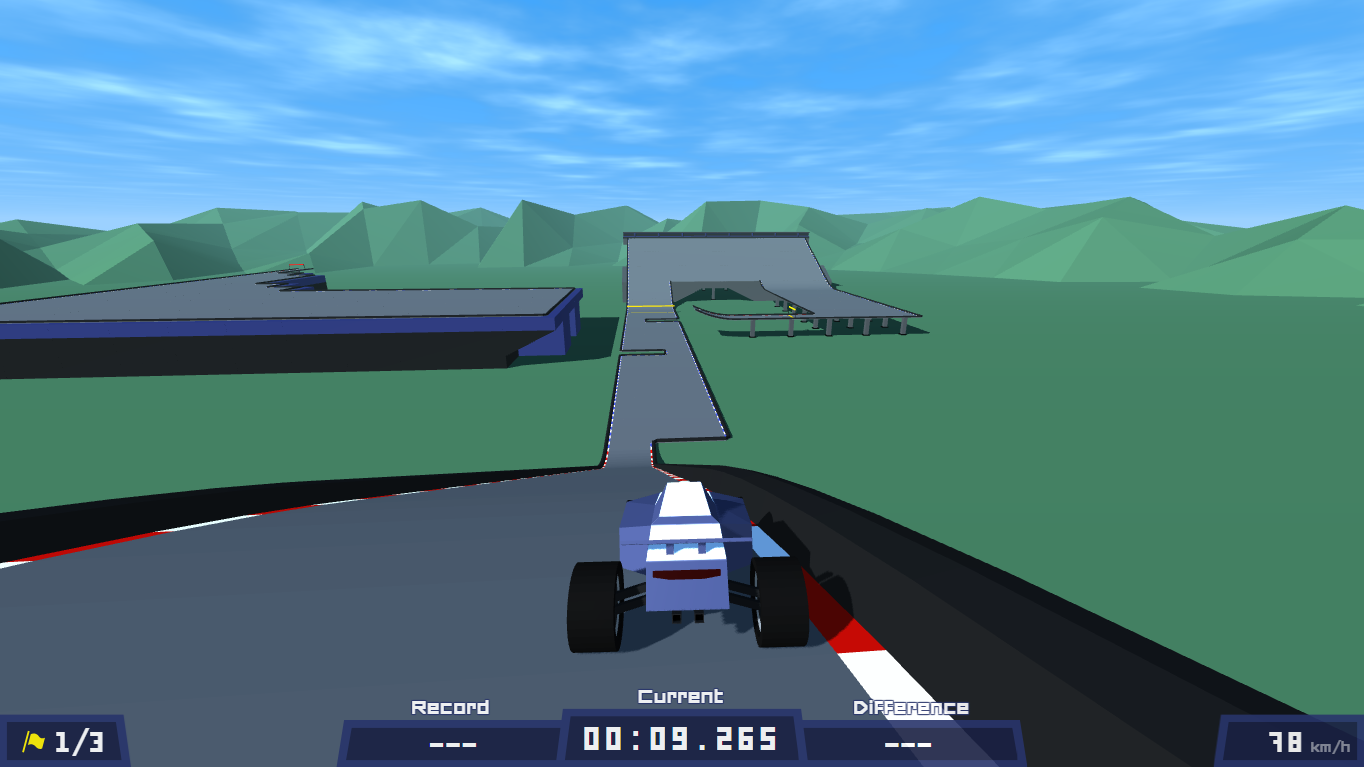 Record
Current
Difference
1/3
---
00:09.265
---
78 km/h